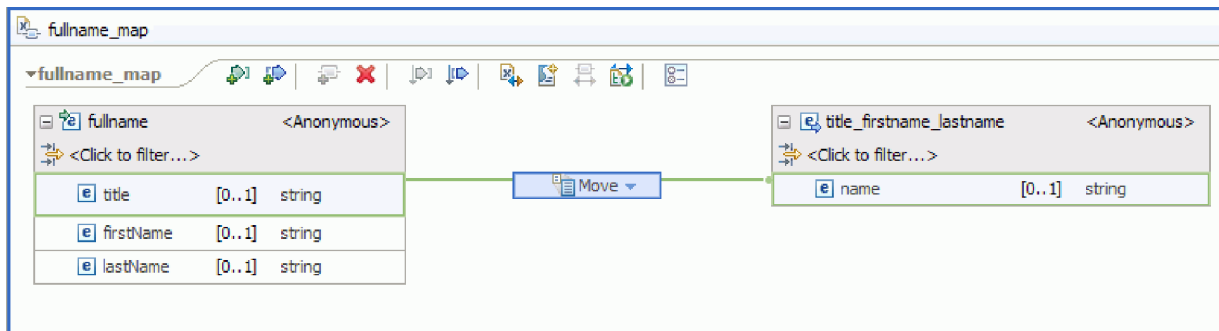 fullname_map
fullname_map
fullname <Anonymous>
<Click to filter...>
title [0..1] string
firstName [0..1] string
lastName [0..1] string
Move
title_firstname_lastname <Anonymous>
<Click to filter...>
name [0..1] string